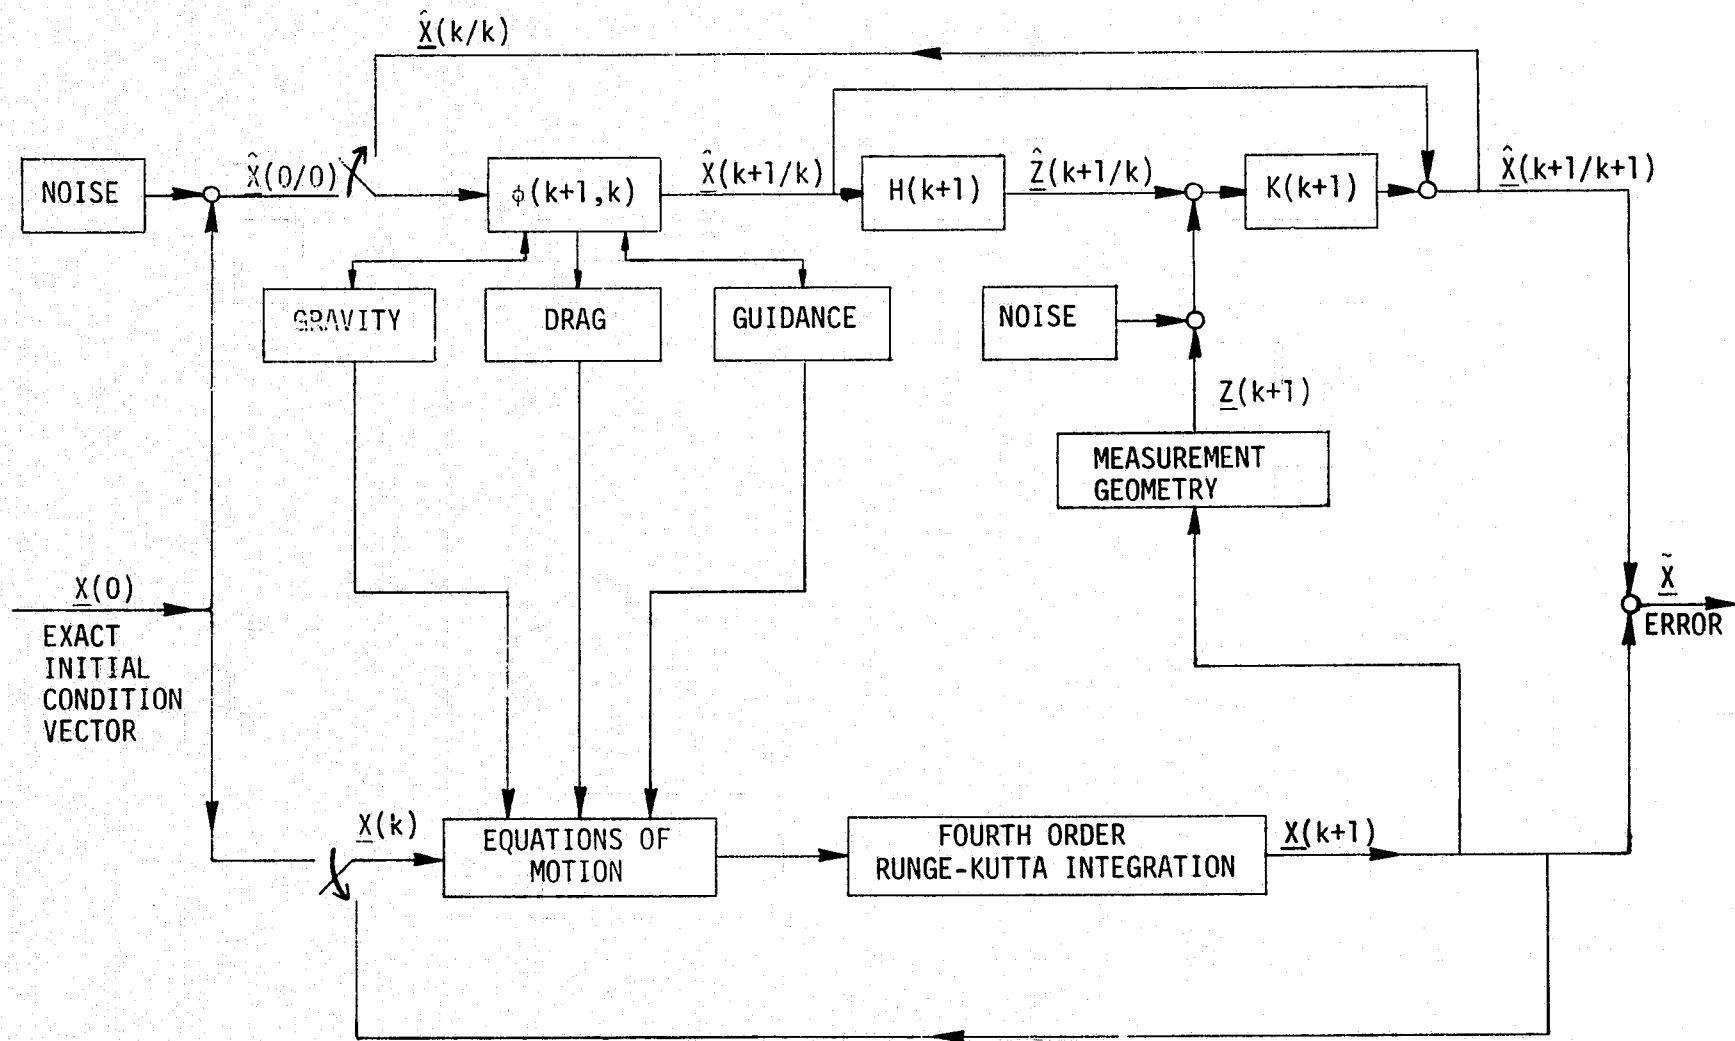 X̲̂(k/k)
NOISE
X̲̂(0/0)
ϕ(k+1,k)
X̲̂(k+1/k)
H(k+1)
Ẑ̲(k+1/k)
K(k+1)
X̲̂(k+1/k+1)
GRAVITY
DRAG
GUIDANCE
NOISE
Z̲(k+1)
MEASUREMENT
GEOMETRY
X̲(0)
EXACT
INITIAL
CONDITION
VECTOR
X̲̃
ERROR
X̲(k)
EQUATIONS OF
MOTION
FOURTH ORDER
RUNGE-KUTTA INTEGRATION
X̲(k+1)